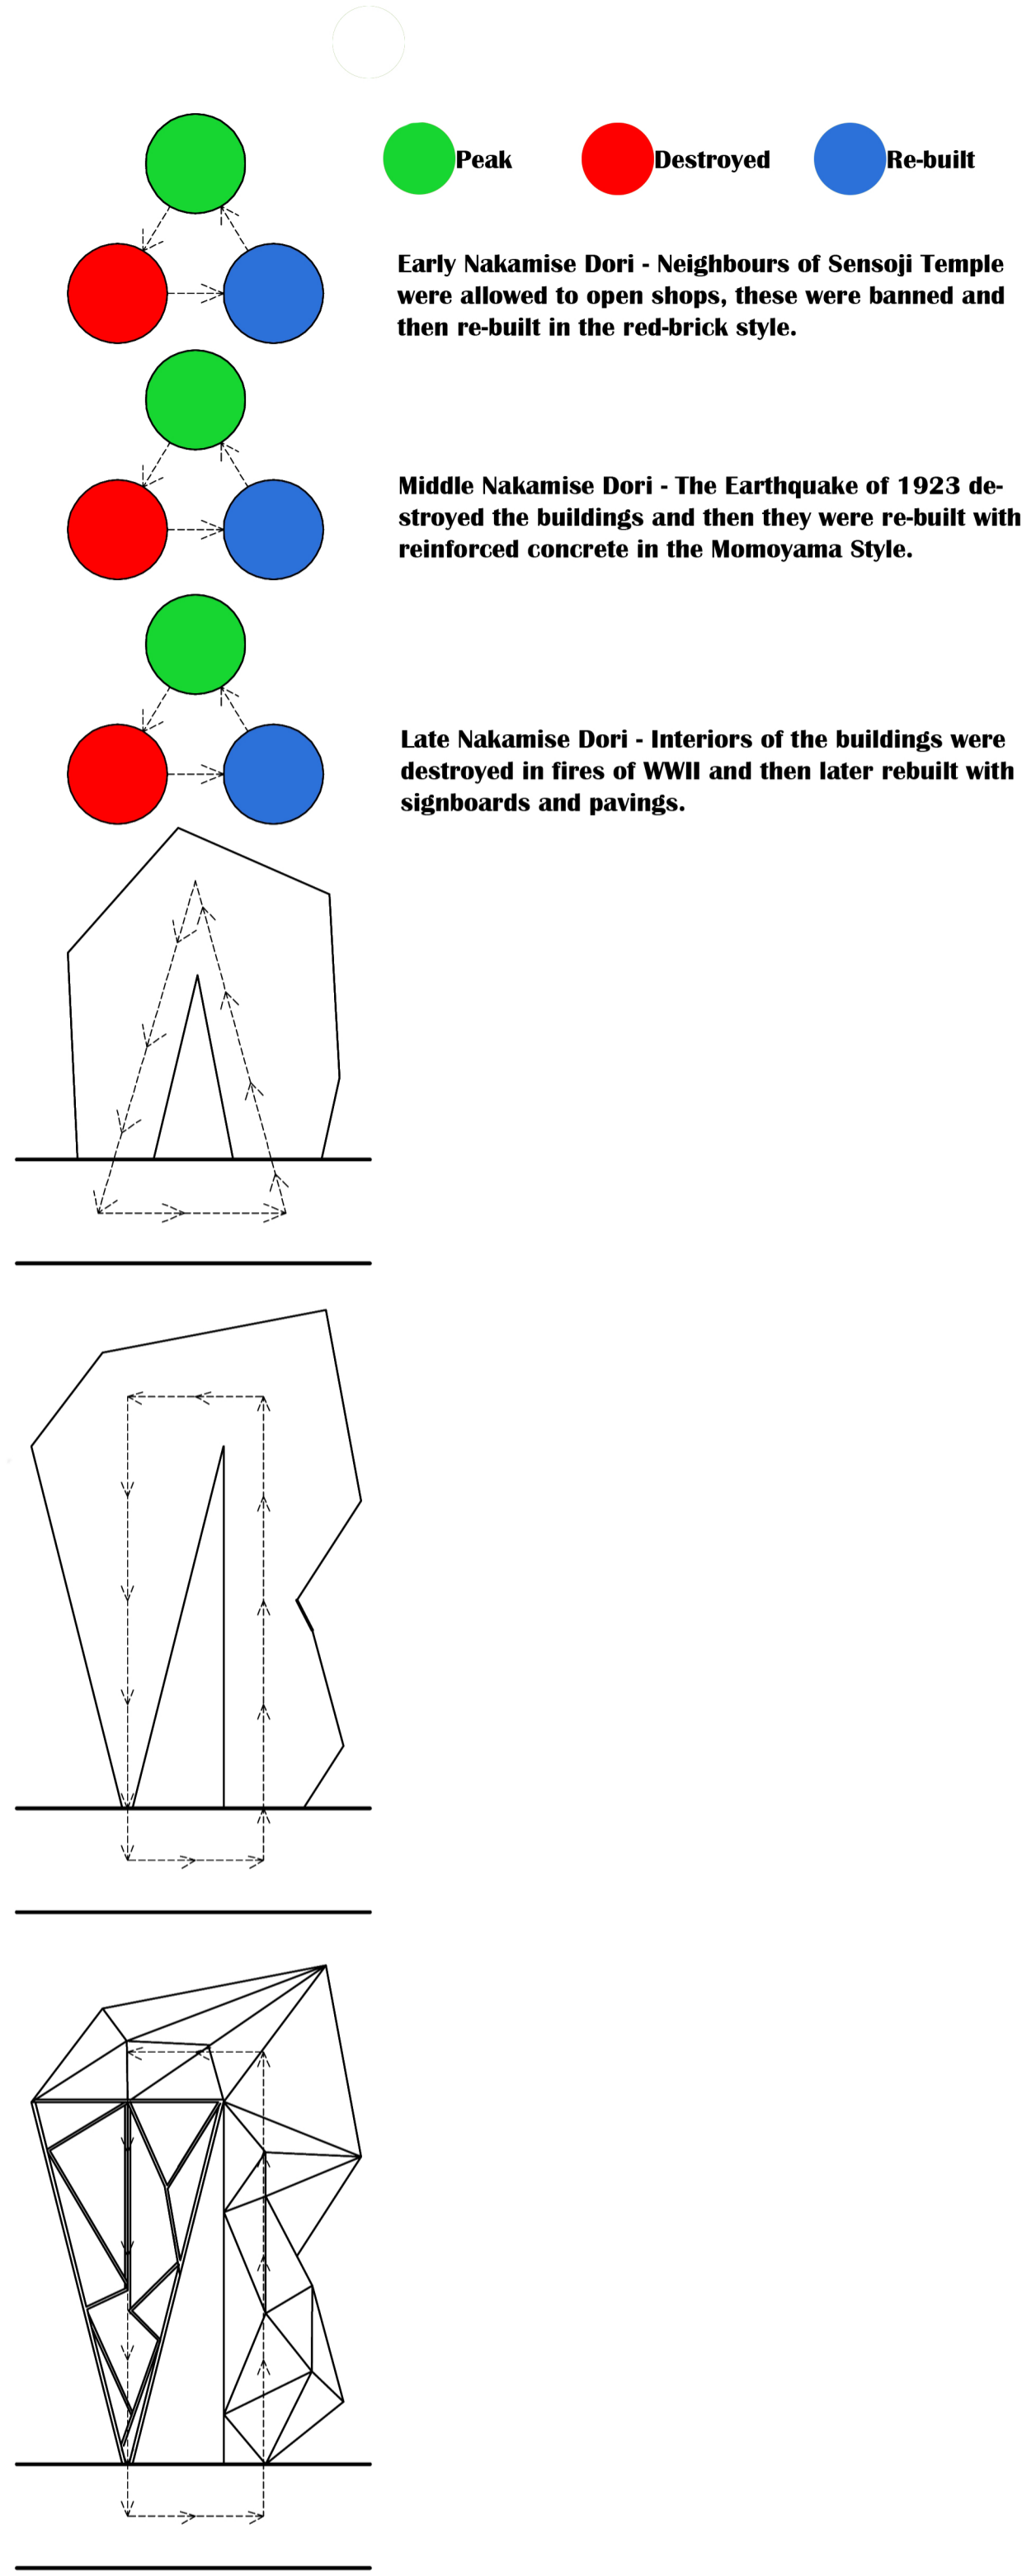 Peak Destroyed Re-built
Early Nakamise Dori - Neighbours of Sensoji Temple
were allowed to open shops, these were banned and
then re-built in the red-brick style.
Middle Nakamise Dori - The Earthquake of 1923 de-
stroyed the buildings and then they were re-built with
reinforced concrete in the Momoyama Style.
Late Nakamise Dori - Interiors of the buildings were
destroyed in fires of WWII and then later rebuilt with
signboards and pavings.